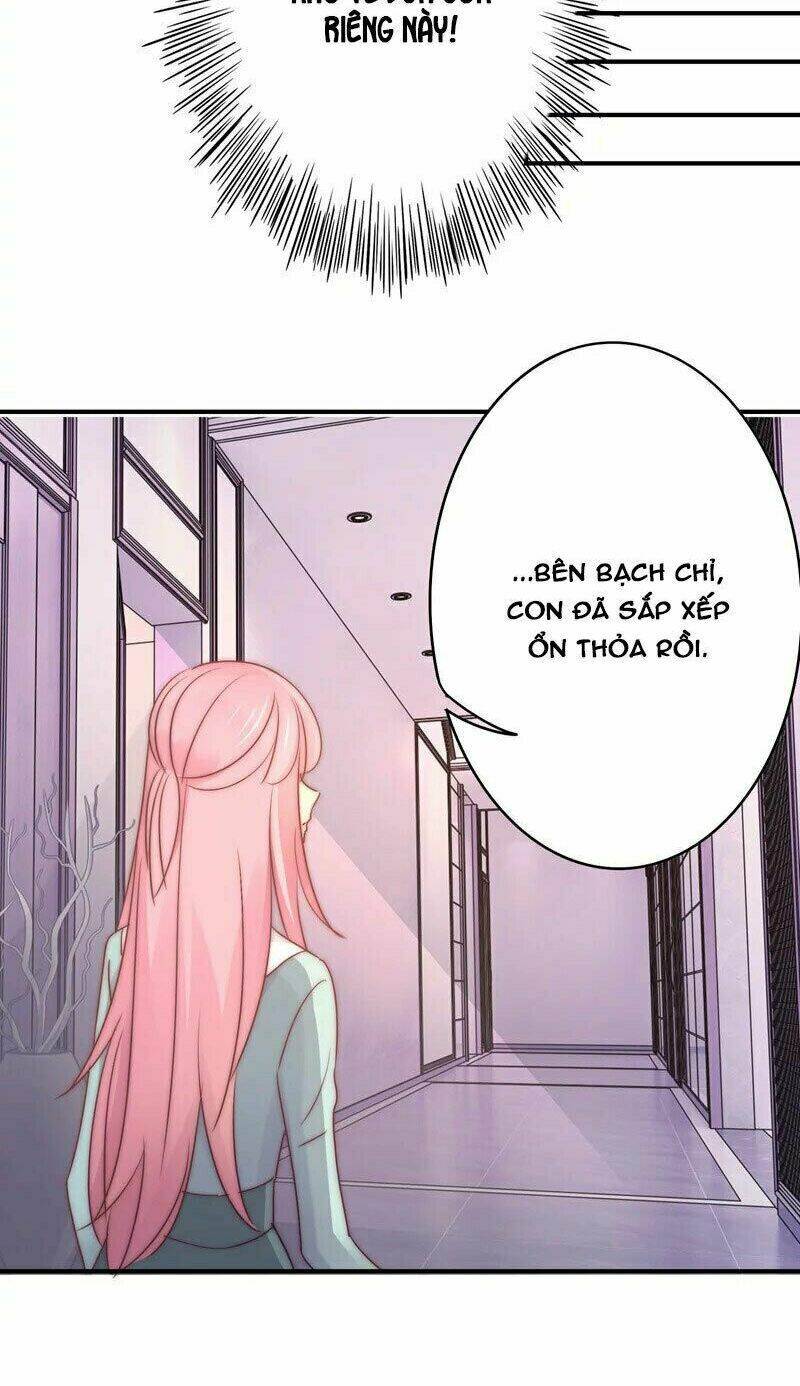 RIÊNG NÀY!
...BÊN BẠCH CHỈ,
CON ĐÃ SẮP XẾP
ỔN THỎA RỒI.